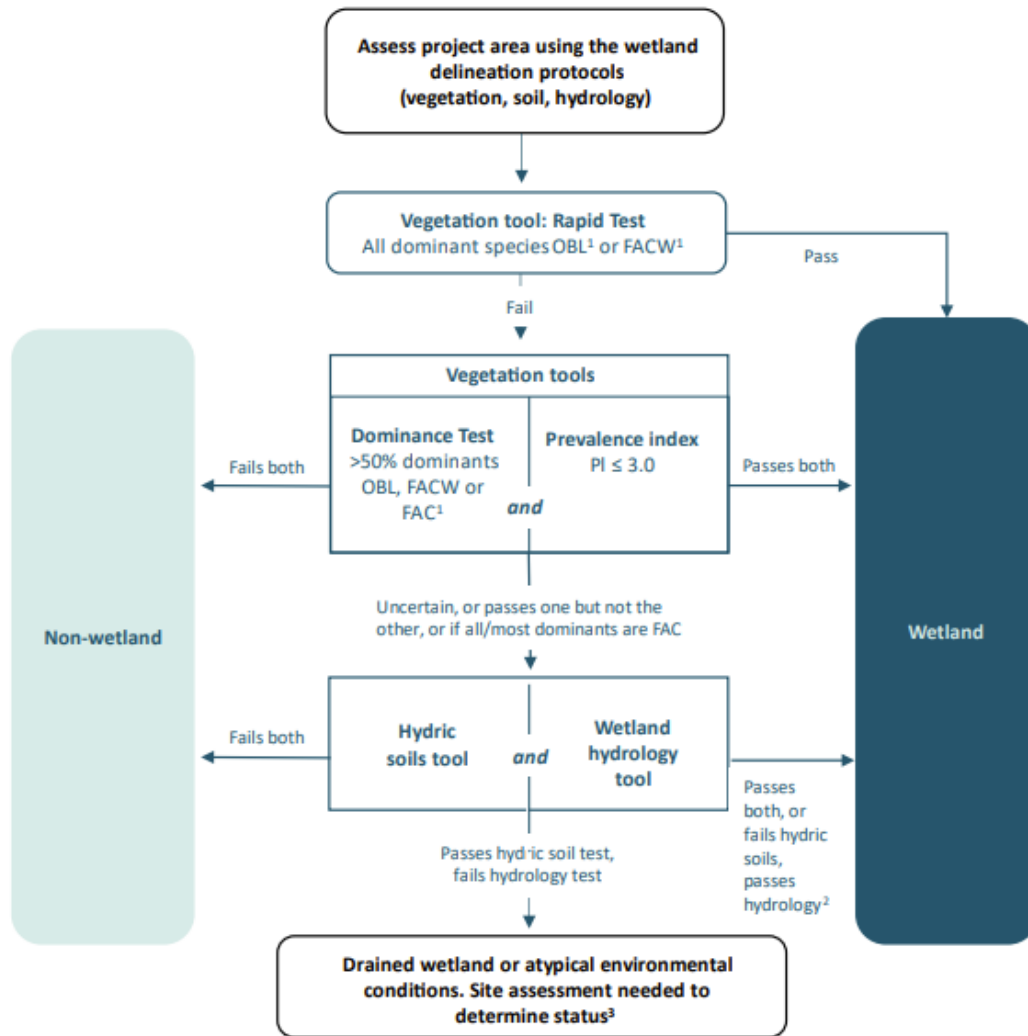 Assess project area using the wetland
delineation protocols
(vegetation, soil, hydrology)
Vegetation tool: Rapid Test
All dominant species OBL¹ or FACW¹
Pass
Fail
Vegetation tools
Dominance Test
>50% dominants
OBL, FACW or
FAC¹
and
Prevalence index
PI ≤ 3.0
Fails both
Passes both
Non-wetland
Wetland
Uncertain, or passes one but not the
other, or if all/most dominants are FAC
Hydric
soils tool
and
Wetland
hydrology
tool
Fails both
Passes
both, or
fails hydric
soils,
passes
hydrology²
Passes hydric soil test,
fails hydrology test
Drained wetland or atypical environmental
conditions. Site assessment needed to
determine status³